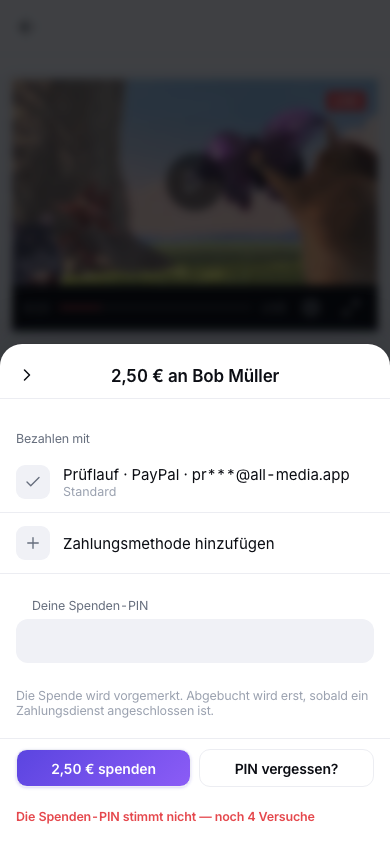 2,50 € an Bob Müller
Bezahlen mit
Prüflauf · PayPal · pr***@all-media.app
Standard
Zahlungsmethode hinzufügen
Deine Spenden-PIN
Die Spende wird vorgemerkt. Abgebucht wird erst, sobald ein
Zahlungsdienst angeschlossen ist.
2,50 € spenden
PIN vergessen?
Die Spenden-PIN stimmt nicht — noch 4 Versuche